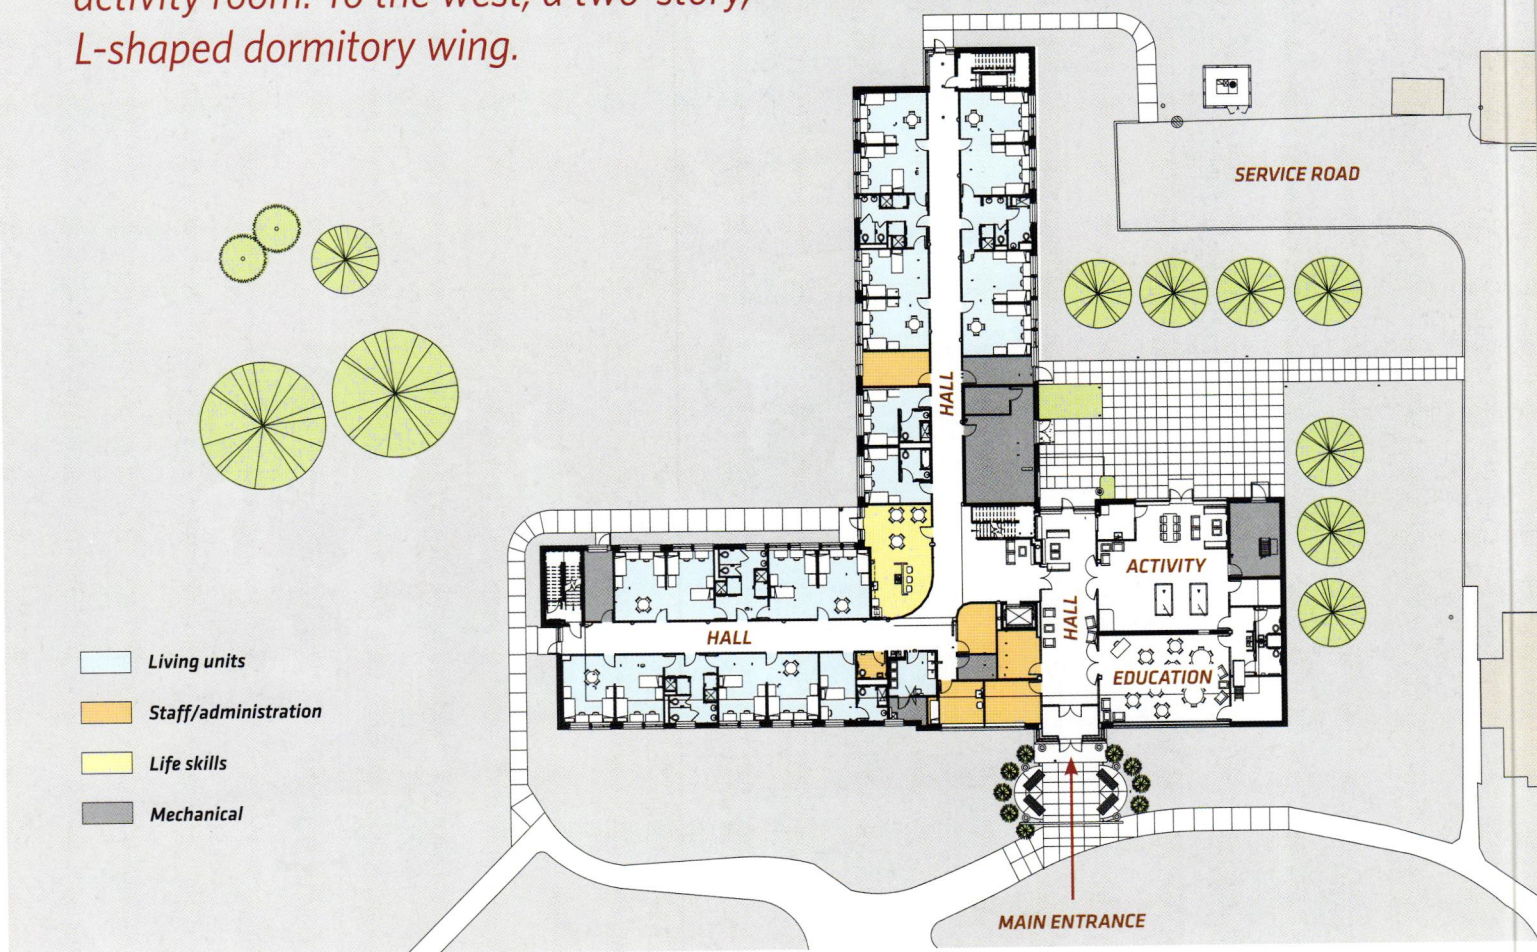 activity room. To the west, a two-story,
L-shaped dormitory wing.
SERVICE ROAD
HALL
ACTIVITY
HALL
HALL
EDUCATION
Living units
Staff/administration
Life skills
Mechanical
MAIN ENTRANCE